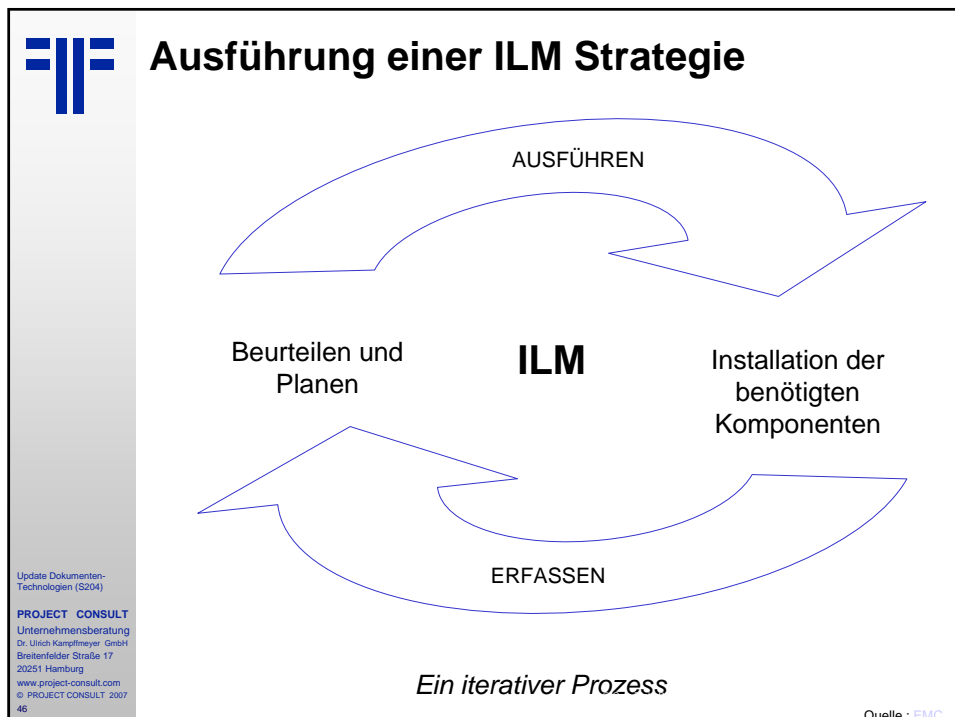 Ausführung einer ILM Strategie
AUSFÜHREN
Beurteilen und
Planen
ILM
Installation der
benötigten
Komponenten
ERFASSEN
Ein iterativer Prozess
Quelle : EMC
Update Dokumenten-
Technologien (S204)
PROJECT CONSULT
Unternehmensberatung
Dr. Ulrich Kampffmeyer GmbH
Breitenfelder Straße 17
20251 Hamburg
www.project-consult.com
© PROJECT CONSULT 2007
46